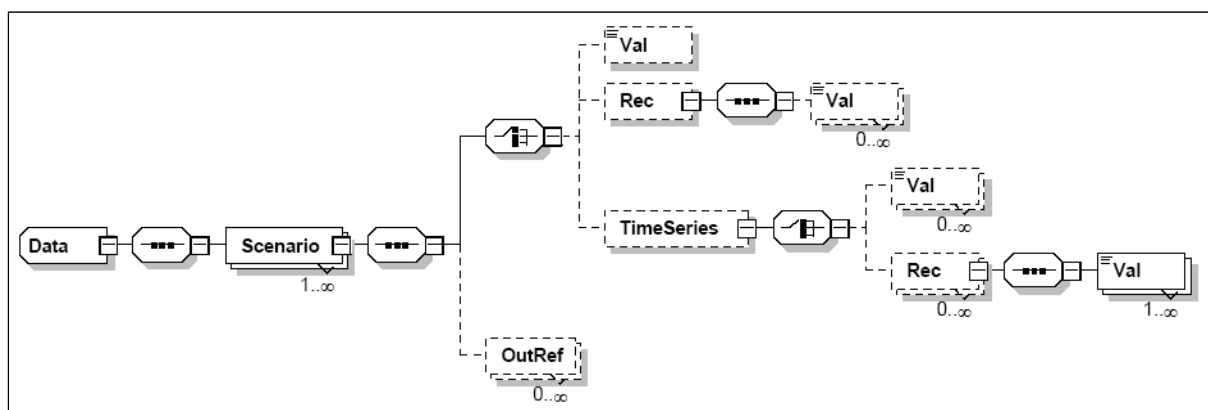 Val
Rec
Val
0..∞
Val
0..∞
Data
Scenario
1..∞
TimeSeries
Rec
0..∞
Val
1..∞
OutRef
0..∞